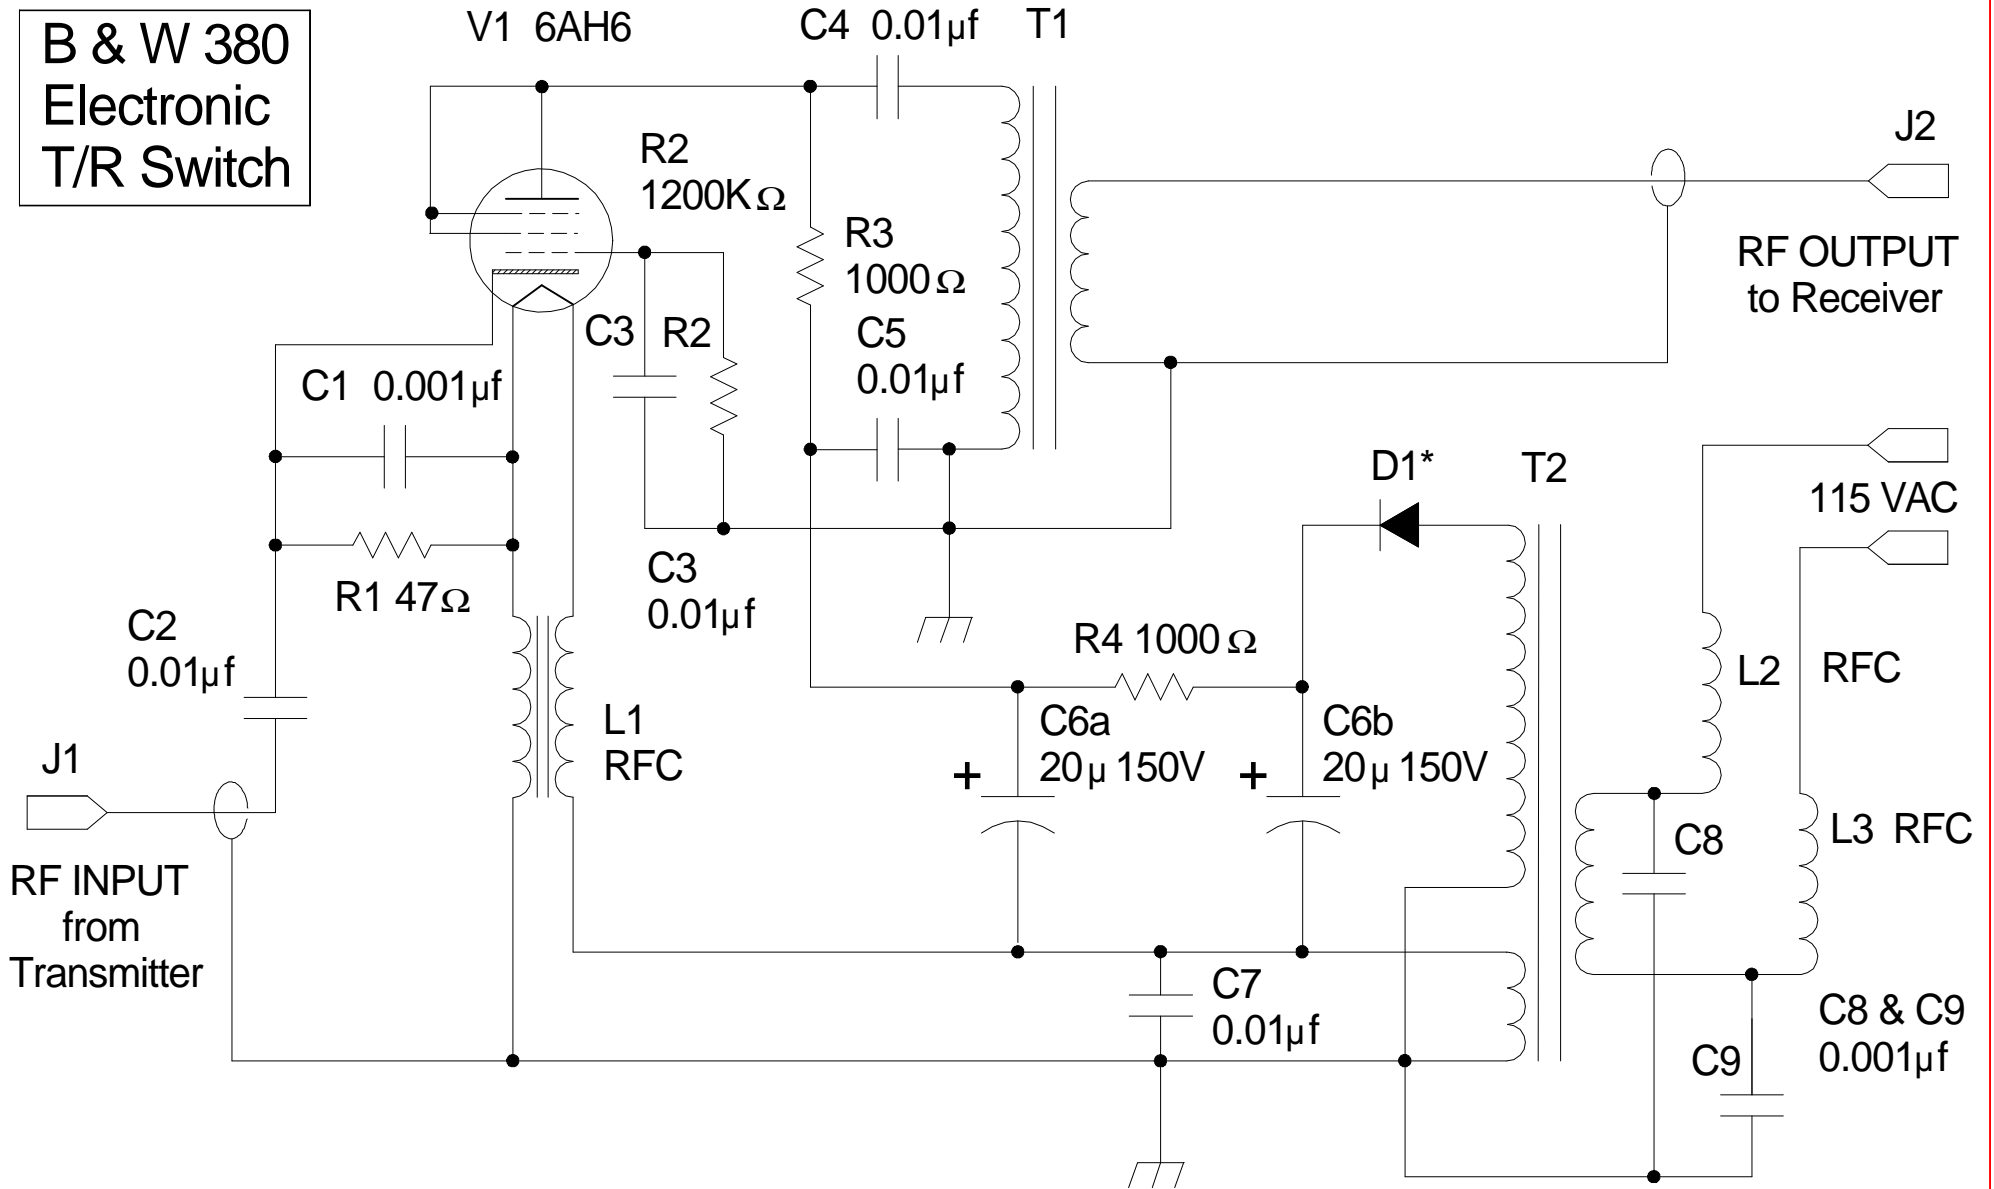 B & W 380
Electronic
T/R Switch
V1 6AH6
C4 0.01µf
T1
R2
1200KΩ
R3
1000Ω
C5
0.01µf
J2
RF OUTPUT
to Receiver
C3
R2
C1 0.001µf
R1 47Ω
C3
0.01µf
C2
0.01µf
D1*
T2
115 VAC
R4 1000Ω
L2 RFC
L1
RFC
J1
C6a
20µ 150V
+
C6b
20µ 150V
+
C8
L3 RFC
RF INPUT
from
Transmitter
C7
0.01µf
C8 & C9
0.001µf
C9